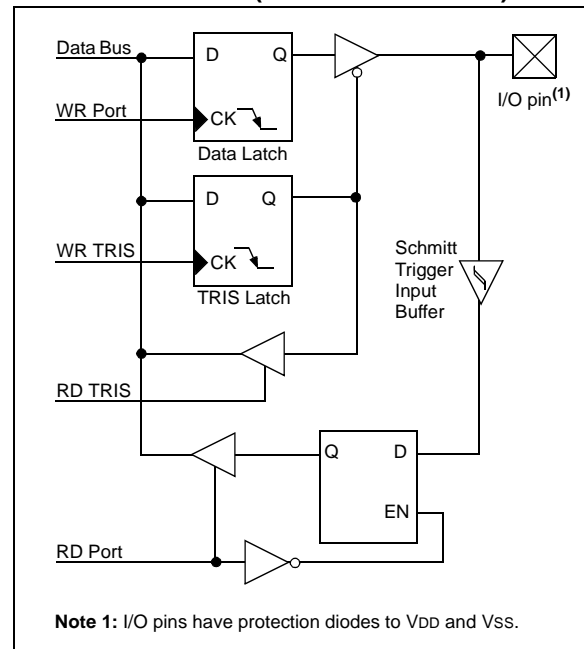 Data Bus
D Q
I/O pin(1)
WR Port
CK
Data Latch
D Q
WR TRIS
CK
TRIS Latch
Schmitt
Trigger
Input
Buffer
RD TRIS
Q D
EN
RD Port
Note 1: I/O pins have protection diodes to VDD and VSS.